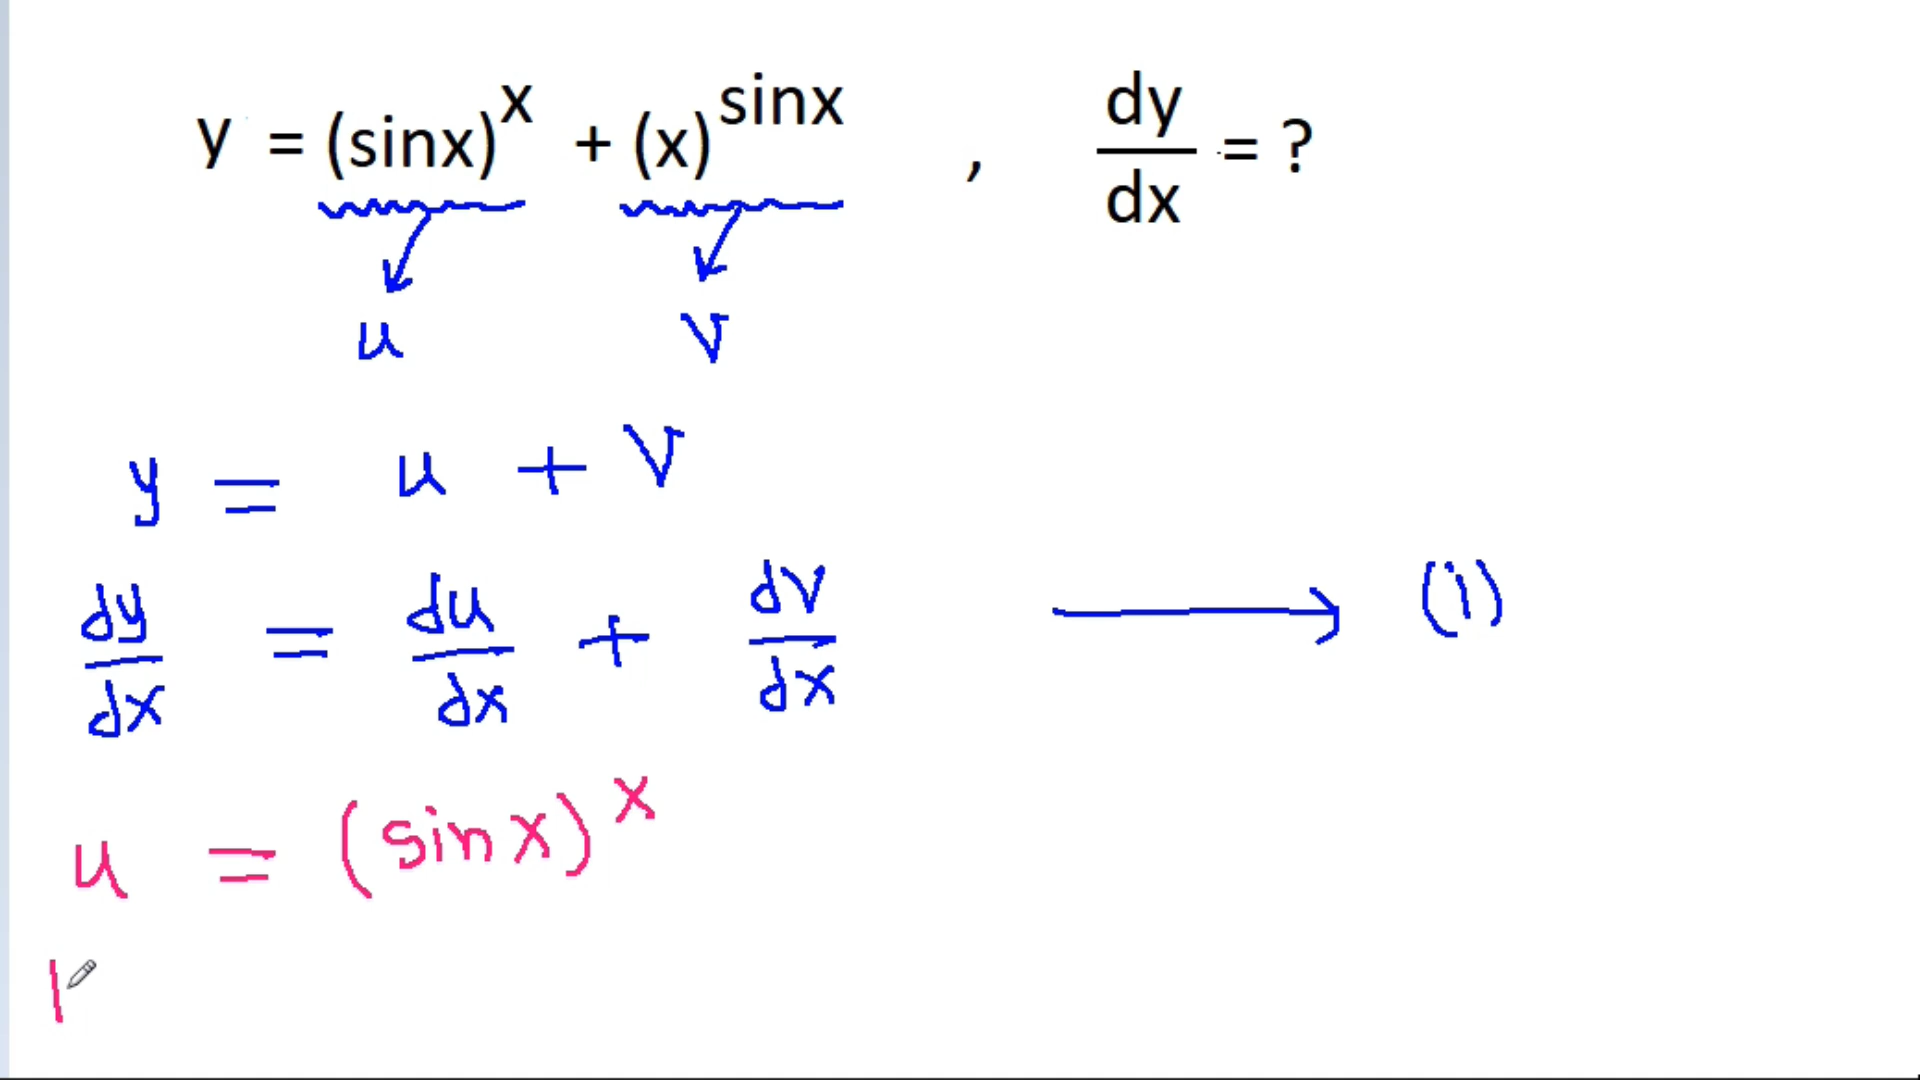 y = (sinx)^x + (x)^sinx , dy/dx = ?
u v
y = u + v
dy/dx = du/dx + dv/dx ⟶ (1)
u = (sin x)^x